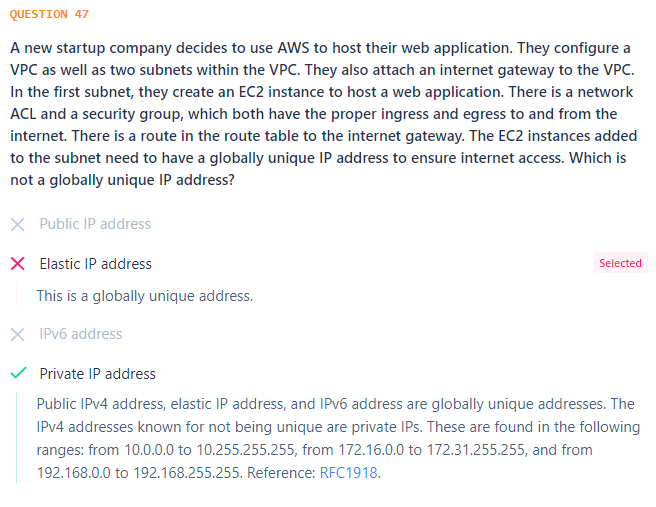 QUESTION 47
A new startup company decides to use AWS to host their web application. They configure a
VPC as well as two subnets within the VPC. They also attach an internet gateway to the VPC.
In the first subnet, they create an EC2 instance to host a web application. There is a network
ACL and a security group, which both have the proper ingress and egress to and from the
internet. There is a route in the route table to the internet gateway. The EC2 instances added
to the subnet need to have a globally unique IP address to ensure internet access. Which is
not a globally unique IP address?
Public IP address
Elastic IP address
Selected
This is a globally unique address.
IPv6 address
Private IP address
Public IPv4 address, elastic IP address, and IPv6 address are globally unique addresses. The
IPv4 addresses known for not being unique are private IPs. These are found in the following
ranges: from 10.0.0.0 to 10.255.255.255, from 172.16.0.0 to 172.31.255.255, and from
192.168.0.0 to 192.168.255.255. Reference: RFC1918.